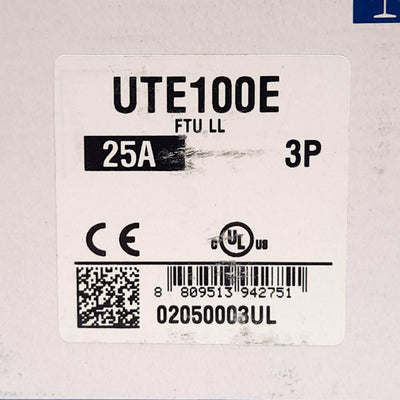 UTE100E
FTU LL
25A 3P
CE c UL us
8 809513 942751
02050003UL